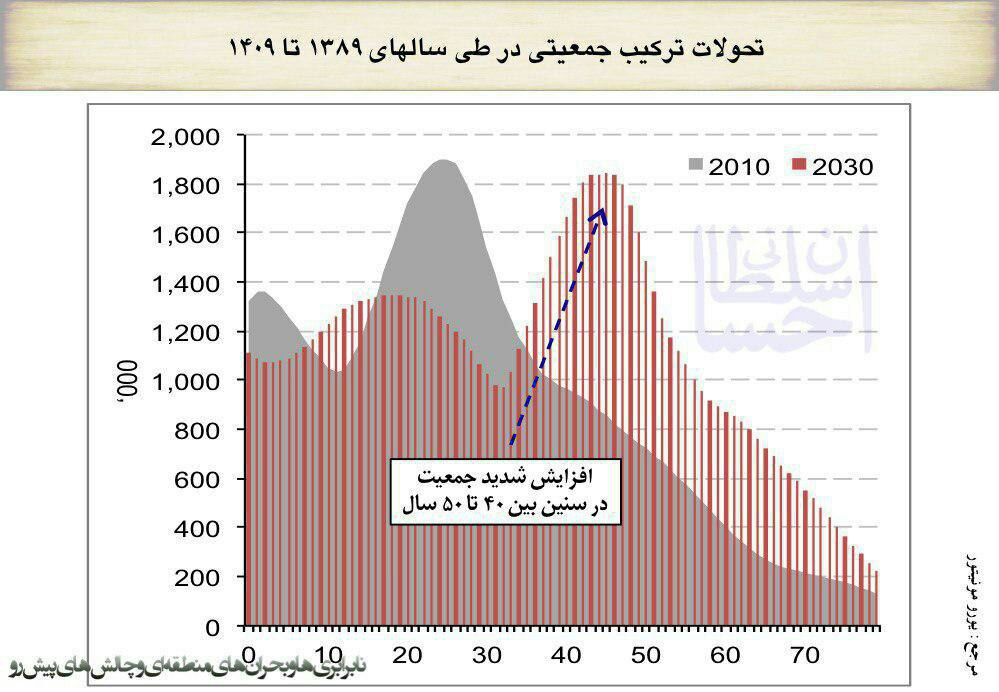 تحولات ترکیب جمعیتی در طی سالهای ۱۳۸۹ تا ۱۴۰۹
2,000
1,800
1,600
1,400
1,200
1,000
800
600
400
200
0
'000
2010
2030
احسان سلطانی
افزایش شدید جمعیت
در سنین بین ۴۰ تا ۵۰ سال
0 10 20 30 40 50 60 70
مرجع : یورو مونیتور
نابرابری‌ها و بحران‌های منطقه‌ای و چالش‌های پیش رو